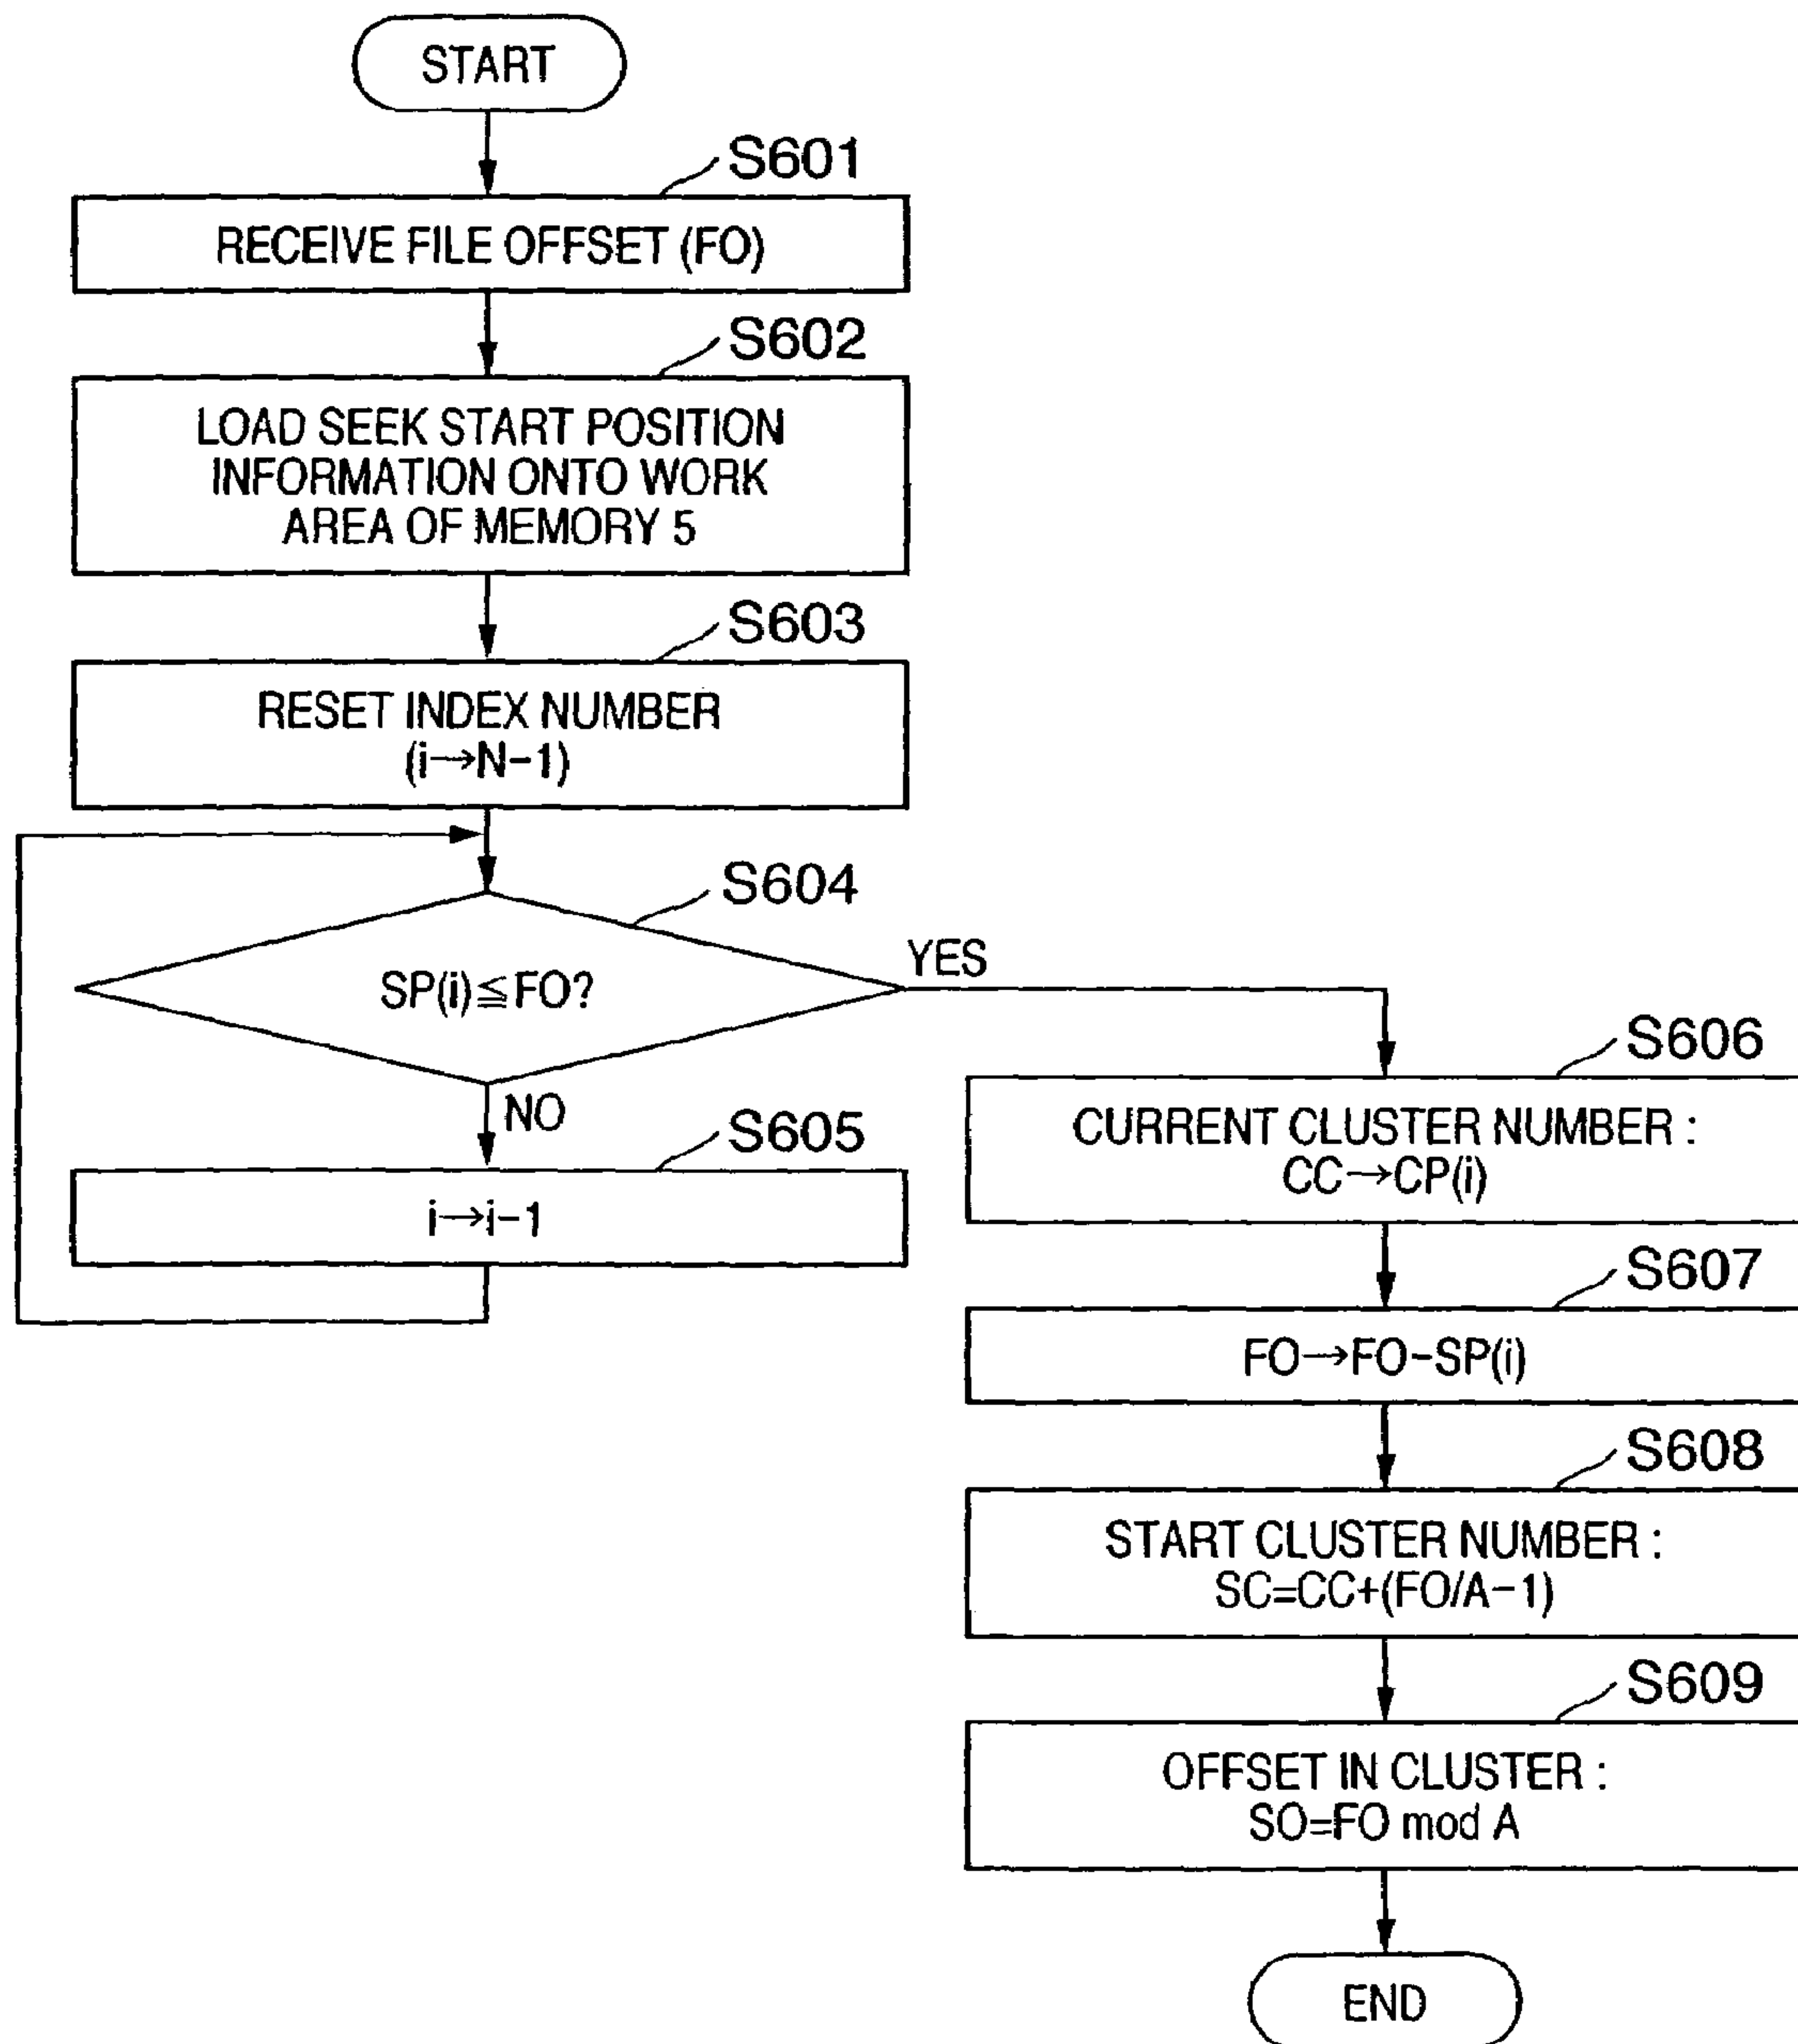 START
S601
RECEIVE FILE OFFSET (FO)
S602
LOAD SEEK START POSITION
INFORMATION ONTO WORK
AREA OF MEMORY 5
S603
RESET INDEX NUMBER
(i→N−1)
S604
SP(i)≦FO?
YES
NO
S605
i→i−1
S606
CURRENT CLUSTER NUMBER :
CC→CP(i)
S607
FO→FO−SP(i)
S608
START CLUSTER NUMBER :
SC=CC+(FO/A−1)
S609
OFFSET IN CLUSTER :
SO=FO mod A
END